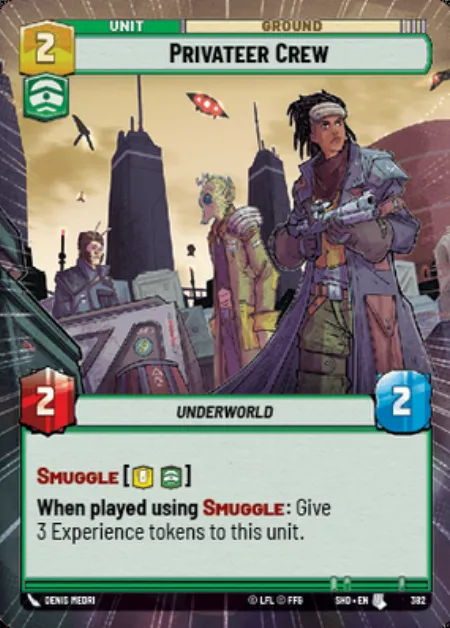 UNIT GROUND
2 PRIVATEER CREW
2 UNDERWORLD 2
SMUGGLE [6 ]
When played using SMUGGLE: Give
3 Experience tokens to this unit.
DENIS MEDRI © LFL © FFG SHD • EN 382